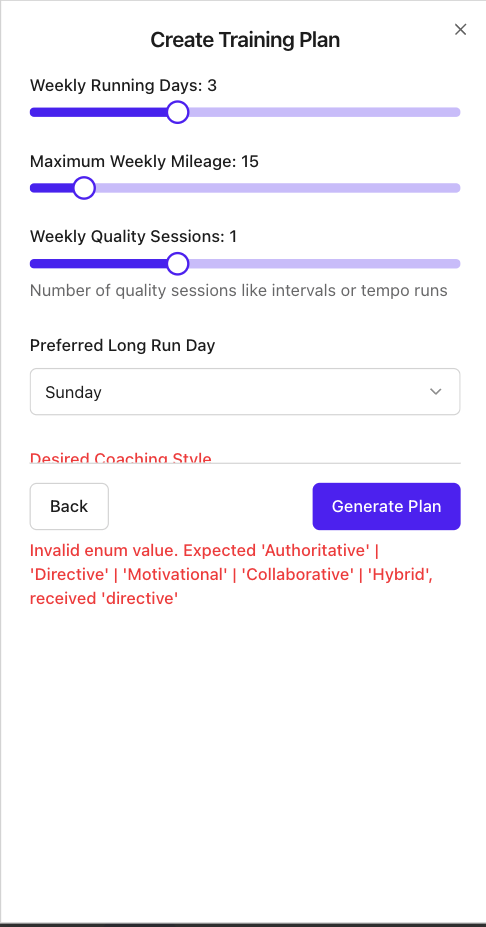 Create Training Plan
Weekly Running Days: 3
Maximum Weekly Mileage: 15
Weekly Quality Sessions: 1
Number of quality sessions like intervals or tempo runs
Preferred Long Run Day
Sunday
Desired Coaching Style
Back
Generate Plan
Invalid enum value. Expected 'Authoritative' |
'Directive' | 'Motivational' | 'Collaborative' | 'Hybrid',
received 'directive'